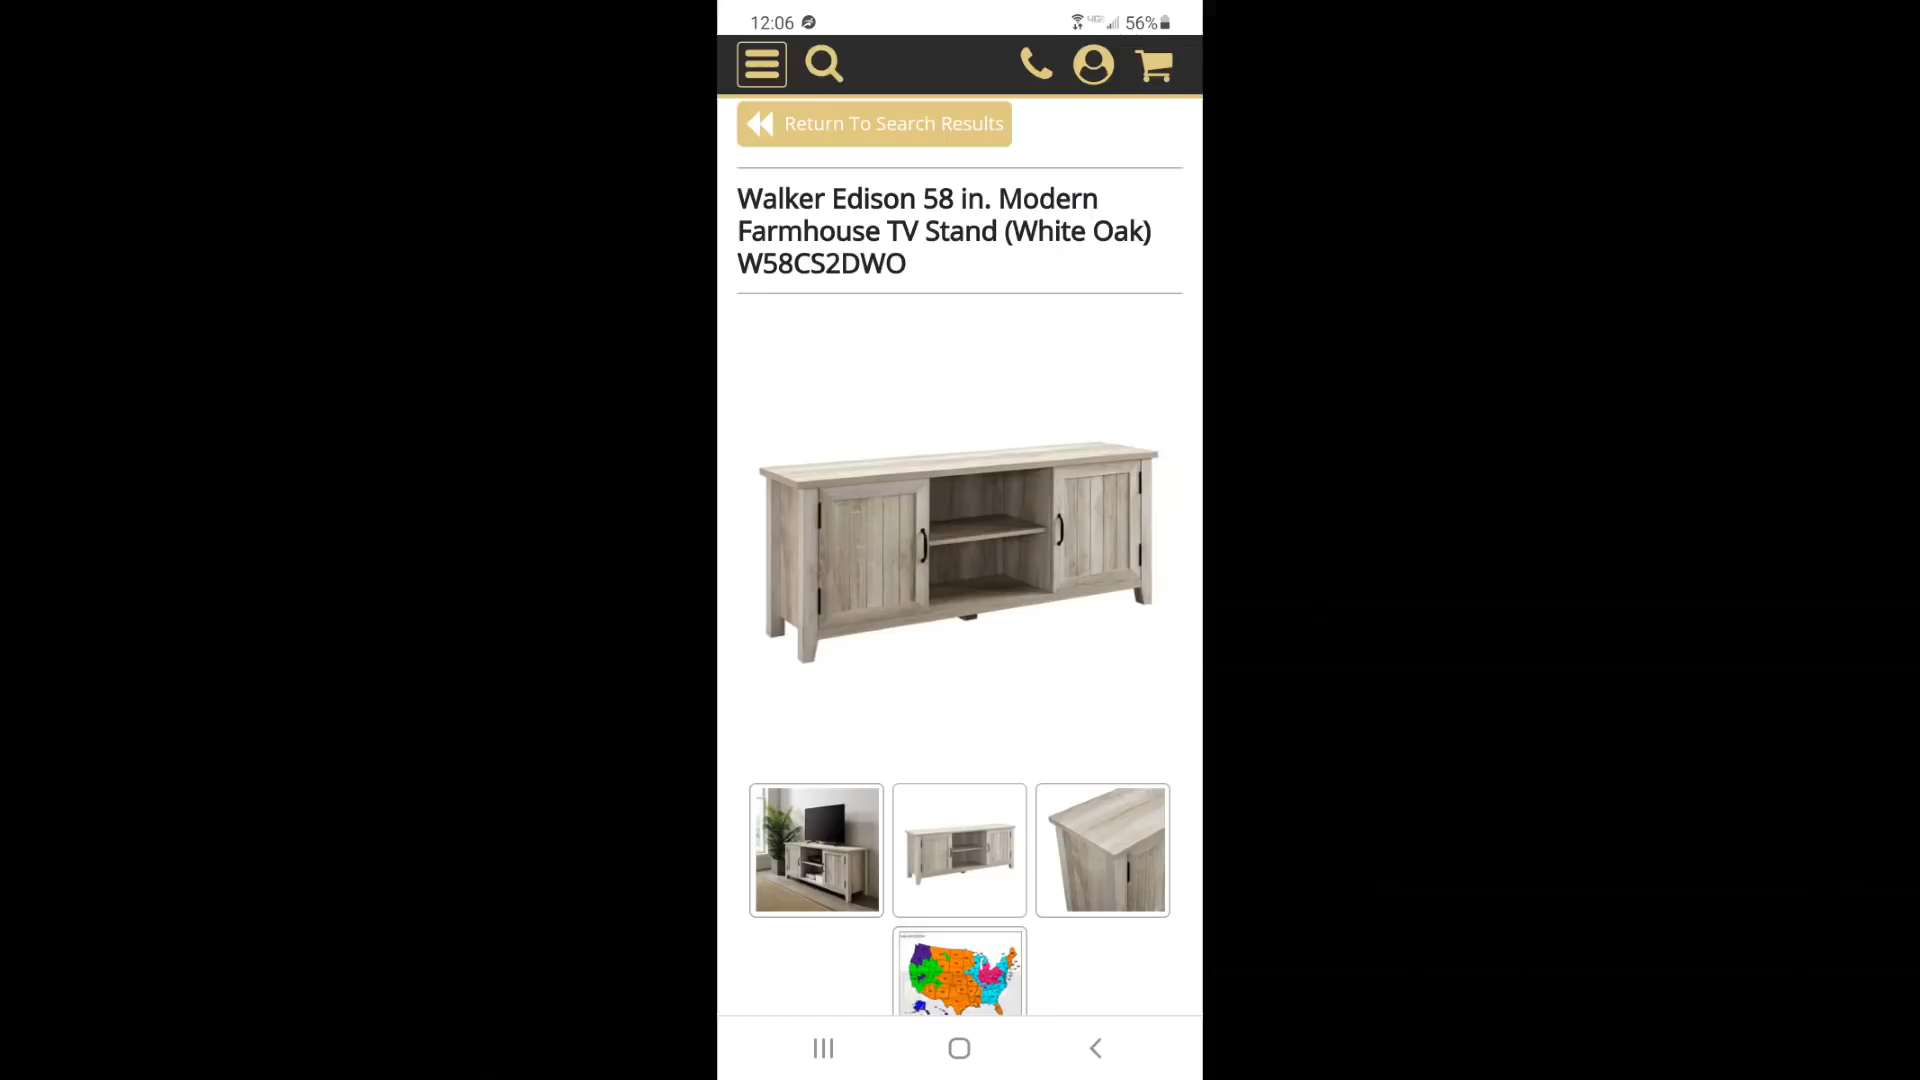 12:06
56%
Return To Search Results
Walker Edison 58 in. Modern
Farmhouse TV Stand (White Oak)
W58CS2DWO